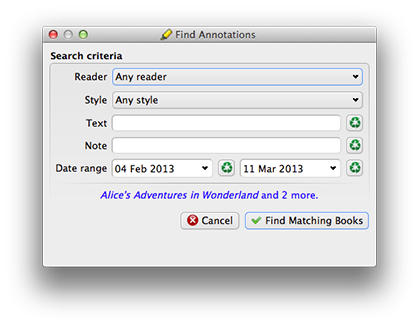 Find Annotations
Search criteria
Reader Any reader
Style Any style
Text
Note
Date range 04 Feb 2013 11 Mar 2013
Alice's Adventures in Wonderland and 2 more.
Cancel Find Matching Books